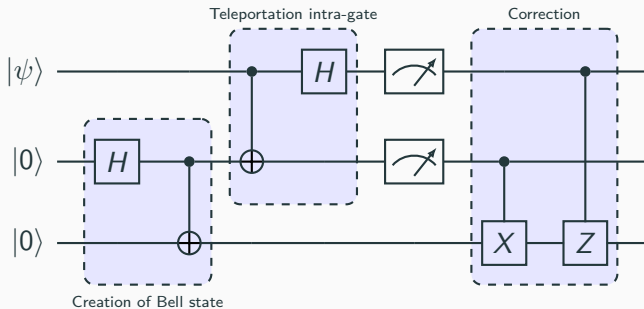 Teleportation intra-gate
Correction
|ψ⟩
H
|0⟩
H
|0⟩
X
Z
Creation of Bell state